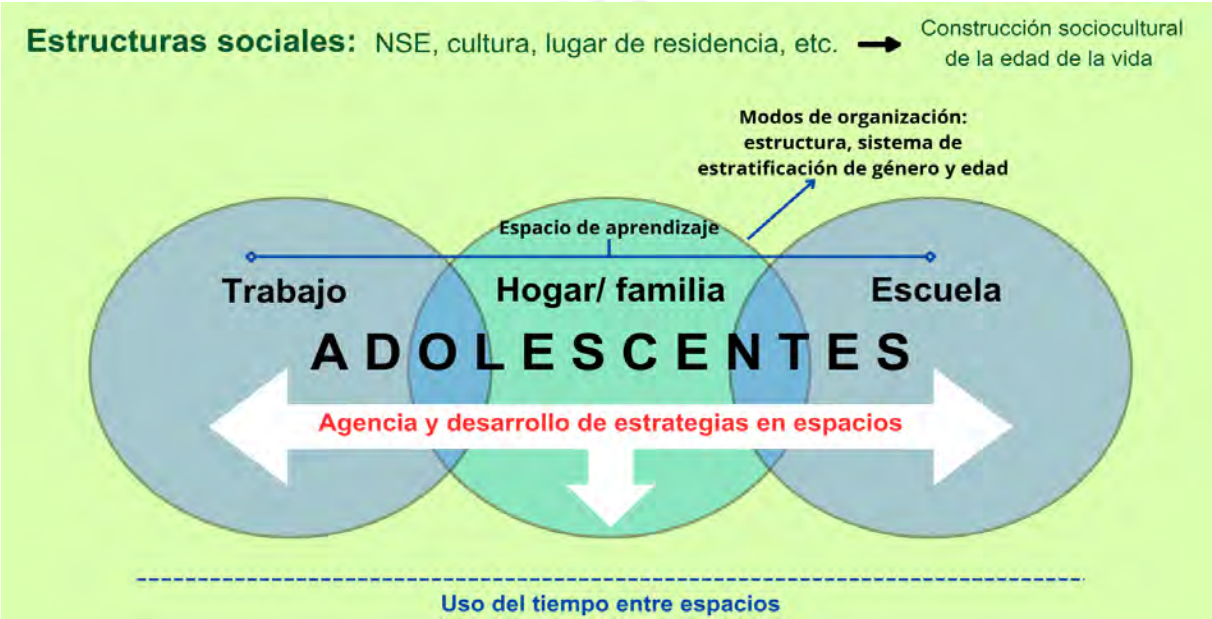 Estructuras sociales: NSE, cultura, lugar de residencia, etc.
Construcción sociocultural
de la edad de la vida
Modos de organización:
estructura, sistema de
estratificación de género y edad
Espacio de aprendizaje
Trabajo
Hogar/ familia
Escuela
ADOLESCENTES
Agencia y desarrollo de estrategias en espacios
Uso del tiempo entre espacios